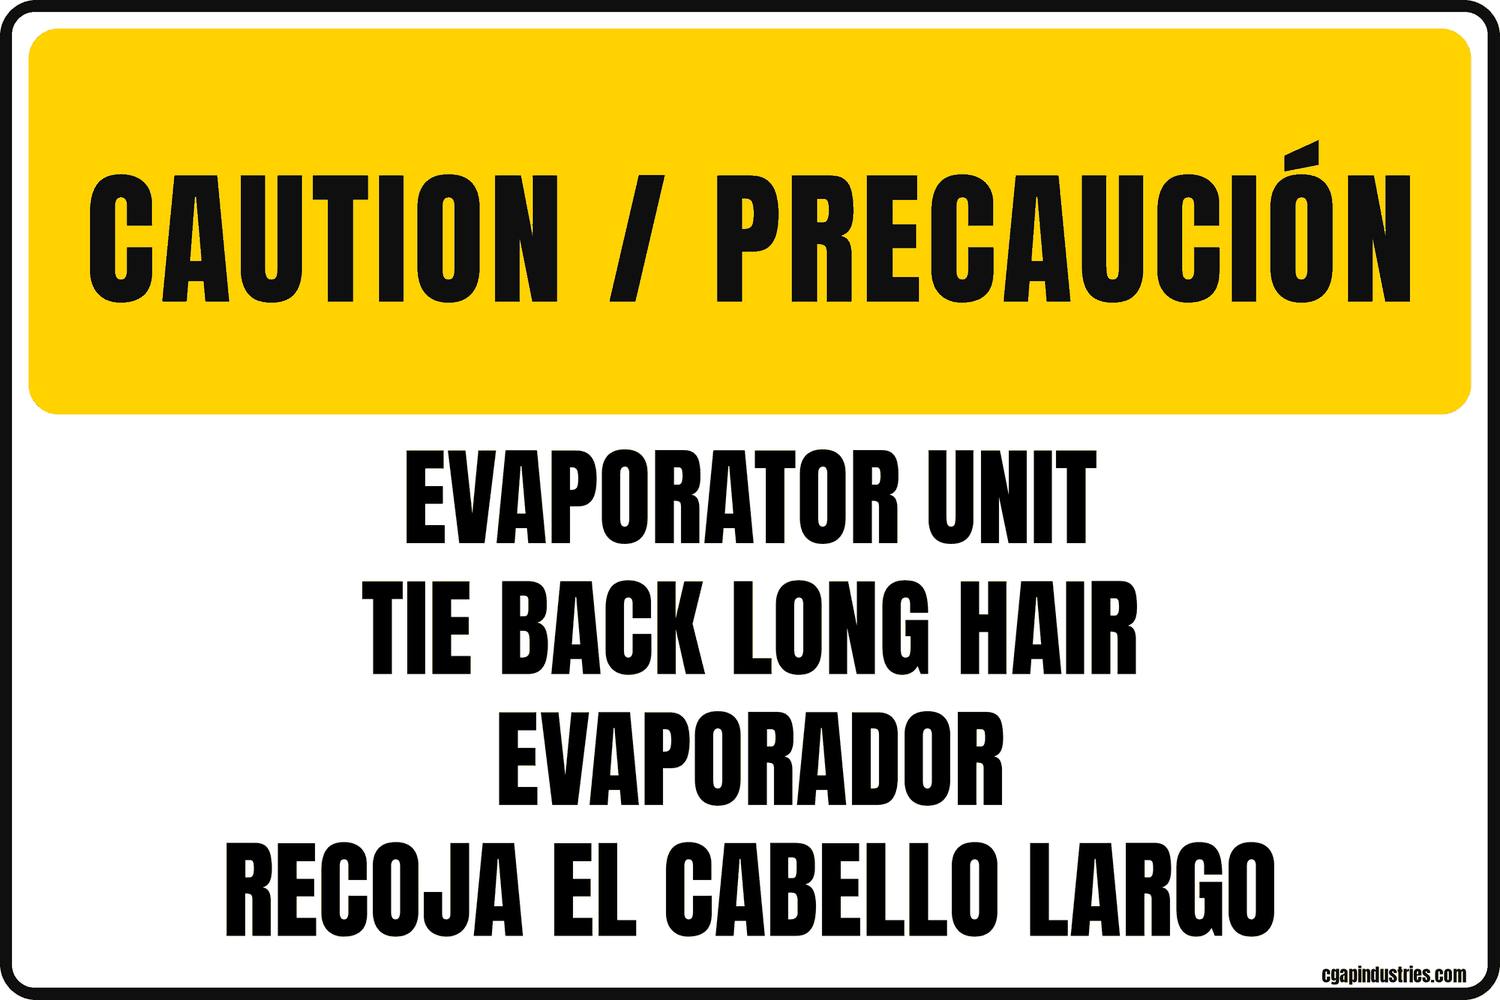 CAUTION / PRECAUCIÓN
EVAPORATOR UNIT
TIE BACK LONG HAIR
EVAPORADOR
RECOJA EL CABELLO LARGO
cgapindustries.com